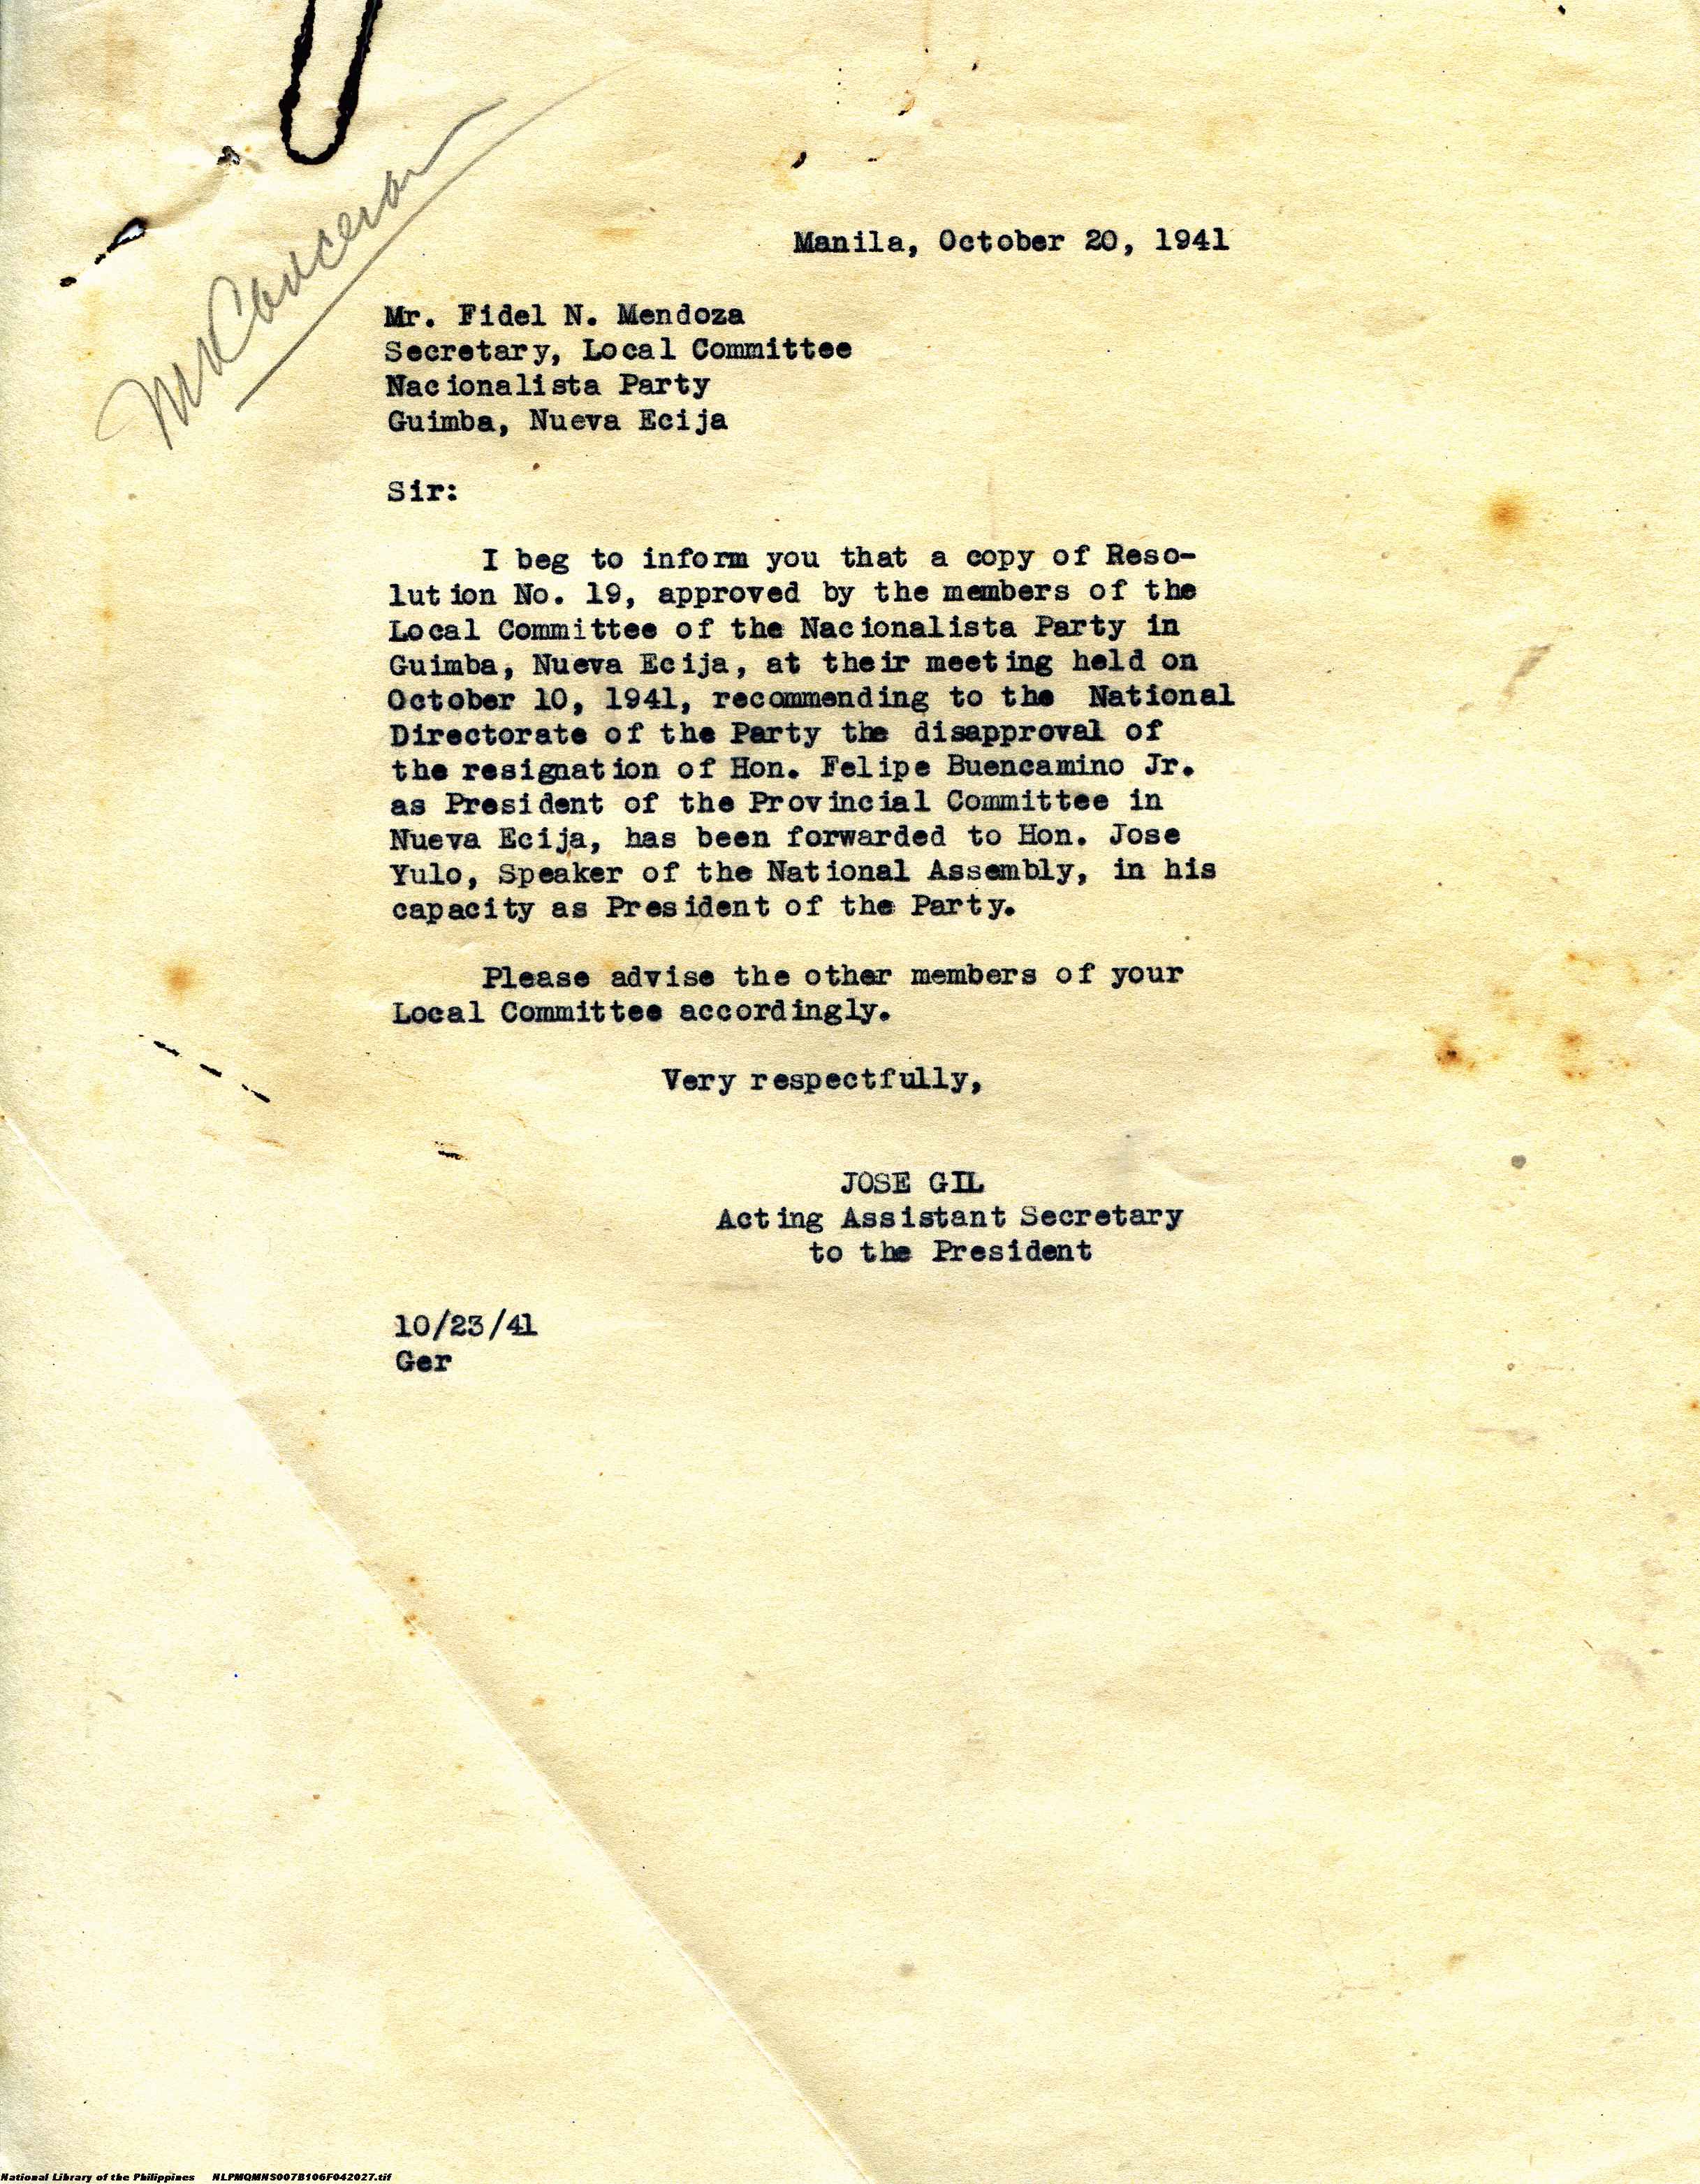 Manila, October 20, 1941
Mr. Fidel N. Mendoza
Secretary, Local Committee
Nacionalista Party
Guimba, Nueva Ecija
Sir:
I beg to inform you that a copy of Reso-
lution No. 19, approved by the members of the
Local Committee of the Nacionalista Party in
Guimba, Nueva Ecija, at their meeting held on
October 10, 1941, recommending to the National
Directorate of the Party the disapproval of
the resignation of Hon. Felipe Buencamino Jr.
as President of the Provincial Committee in
Nueva Ecija, has been forwarded to Hon. Jose
Yulo, Speaker of the National Assembly, in his
capacity as President of the Party.
Please advise the other members of your
Local Committee accordingly.
Very respectfully,
JOSE GIL
Acting Assistant Secretary
to the President
10/23/41
Ger
National Library of the Philippines NLPMQMNS007B106F042027.tif